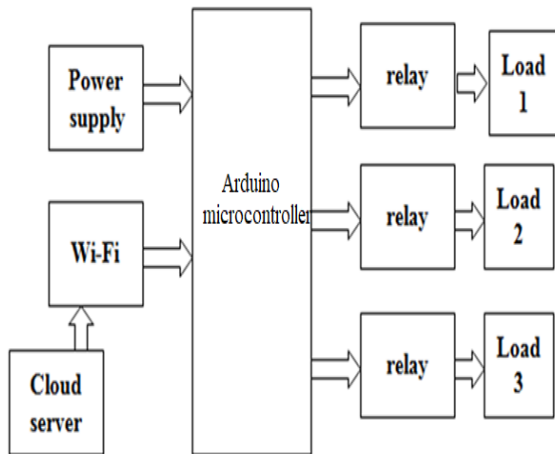 Power
supply
Wi-Fi
Cloud
server
Arduino
microcontroller
relay
Load
1
relay
Load
2
relay
Load
3